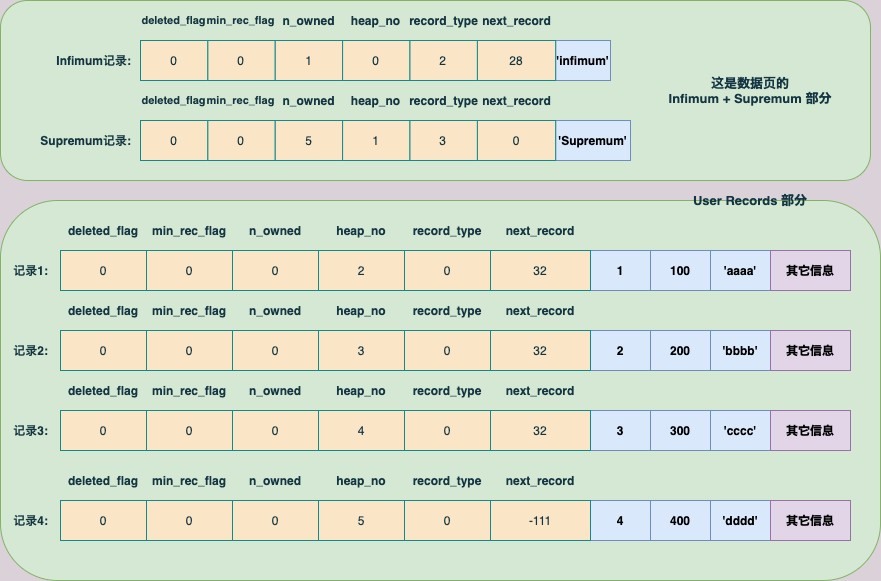 deleted_flag min_rec_flag n_owned heap_no record_type next_record
Infimum记录: 0 0 1 0 2 28 'infimum'
deleted_flag min_rec_flag n_owned heap_no record_type next_record
Supremum记录: 0 0 5 1 3 0 'Supremum'
这是数据页的
Infimum + Supremum 部分
User Records 部分
deleted_flag min_rec_flag n_owned heap_no record_type next_record
记录1: 0 0 0 2 0 32 1 100 'aaaa' 其它信息
deleted_flag min_rec_flag n_owned heap_no record_type next_record
记录2: 0 0 0 3 0 32 2 200 'bbbb' 其它信息
deleted_flag min_rec_flag n_owned heap_no record_type next_record
记录3: 0 0 0 4 0 32 3 300 'cccc' 其它信息
deleted_flag min_rec_flag n_owned heap_no record_type next_record
记录4: 0 0 0 5 0 -111 4 400 'dddd' 其它信息